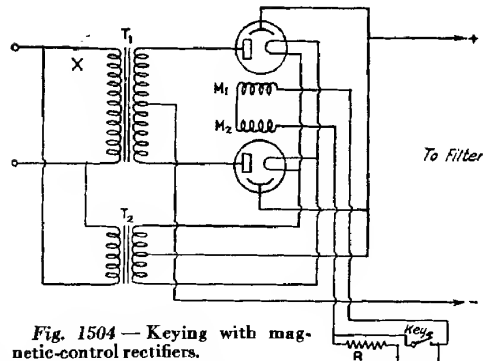 T1
X
+
M1
M2
To Filter
T2
-
Key
R
Fig. 1504 — Keying with mag-
netic-control rectifiers.